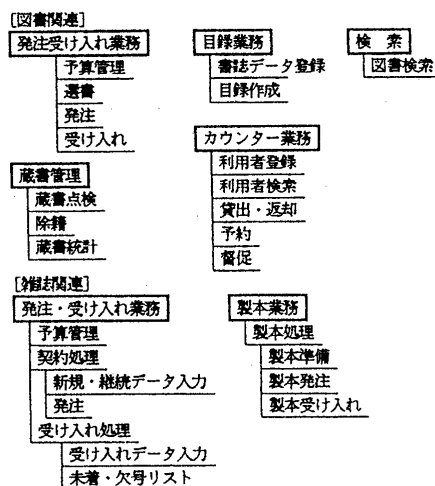 [図書関連]
発注受け入れ業務
予算管理
選書
発注
受け入れ
目録業務
書誌データ登録
目録作成
検 索
図書検索
蔵書管理
蔵書点検
除籍
蔵書統計
カウンター業務
利用者登録
利用者検索
貸出・返却
予約
督促
[雑誌関連]
発注・受け入れ業務
予算管理
契約処理
新規・継続データ入力
発注
受け入れ処理
受け入れデータ入力
未着・欠号リスト
製本業務
製本処理
製本準備
製本発注
製本受け入れ